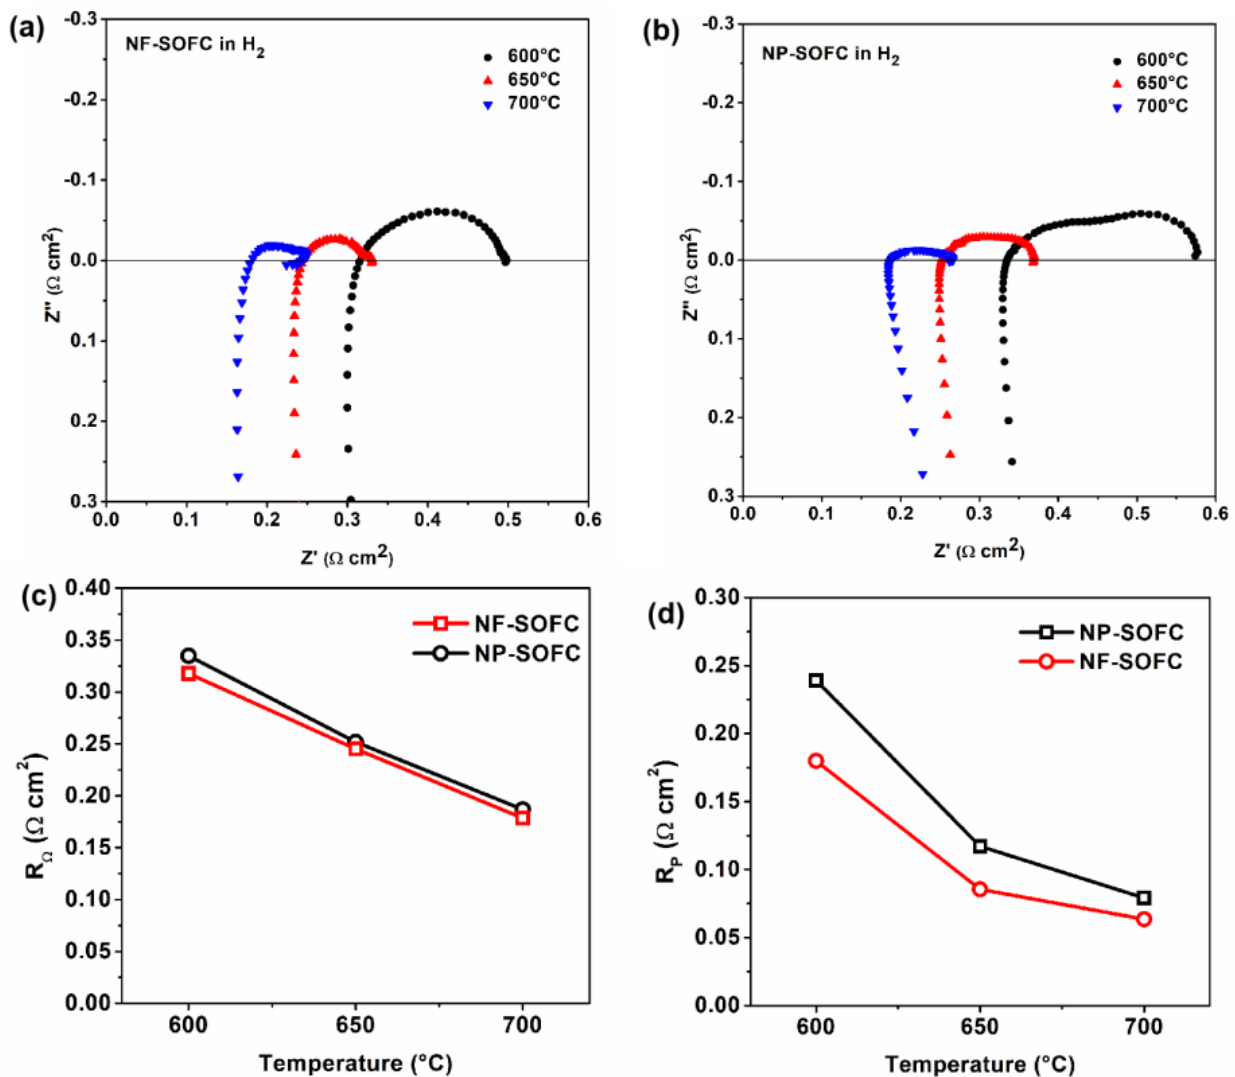 (a)
NF-SOFC in H2
600°C
650°C
700°C
-0.3
-0.2
-0.1
0.0
0.1
0.2
0.3
Z'' (Ω cm2)
0.0 0.1 0.2 0.3 0.4 0.5 0.6
Z' (Ω cm2)
(b)
NP-SOFC in H2
600°C
650°C
700°C
-0.3
-0.2
-0.1
0.0
0.1
0.2
0.3
Z'' (Ω cm2)
0.0 0.1 0.2 0.3 0.4 0.5 0.6
Z' (Ω cm2)
(c)
NF-SOFC
NP-SOFC
0.40
0.35
0.30
0.25
0.20
0.15
0.10
0.05
0.00
RΩ (Ω cm2)
600 650 700
Temperature (°C)
(d)
NP-SOFC
NF-SOFC
0.30
0.25
0.20
0.15
0.10
0.05
0.00
RP (Ω cm2)
600 650 700
Temperature (°C)